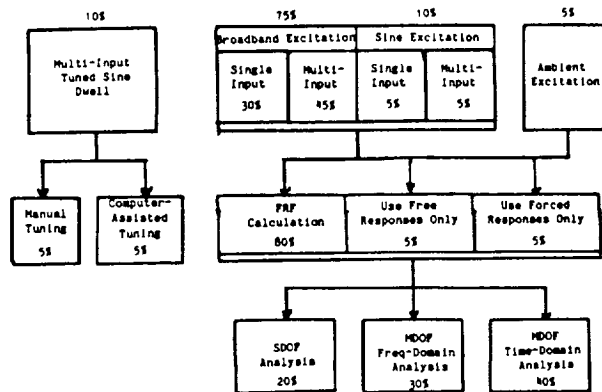 10%
75%
10%
5%
Multi-Input
Tuned Sine
Dwell
Broadband Excitation
Sine Excitation
Single
Input
30%
Multi-
Input
45%
Single
Input
5%
Multi-
Input
5%
Ambient
Excitation
Manual
Tuning
5%
Computer-
Assisted
Tuning
5%
FRF
Calculation
80%
Use Free
Responses Only
5%
Use Forced
Responses Only
5%
SDOF
Analysis
20%
MDOF
Freq-Domain
Analysis
30%
MDOF
Time-Domain
Analysis
40%